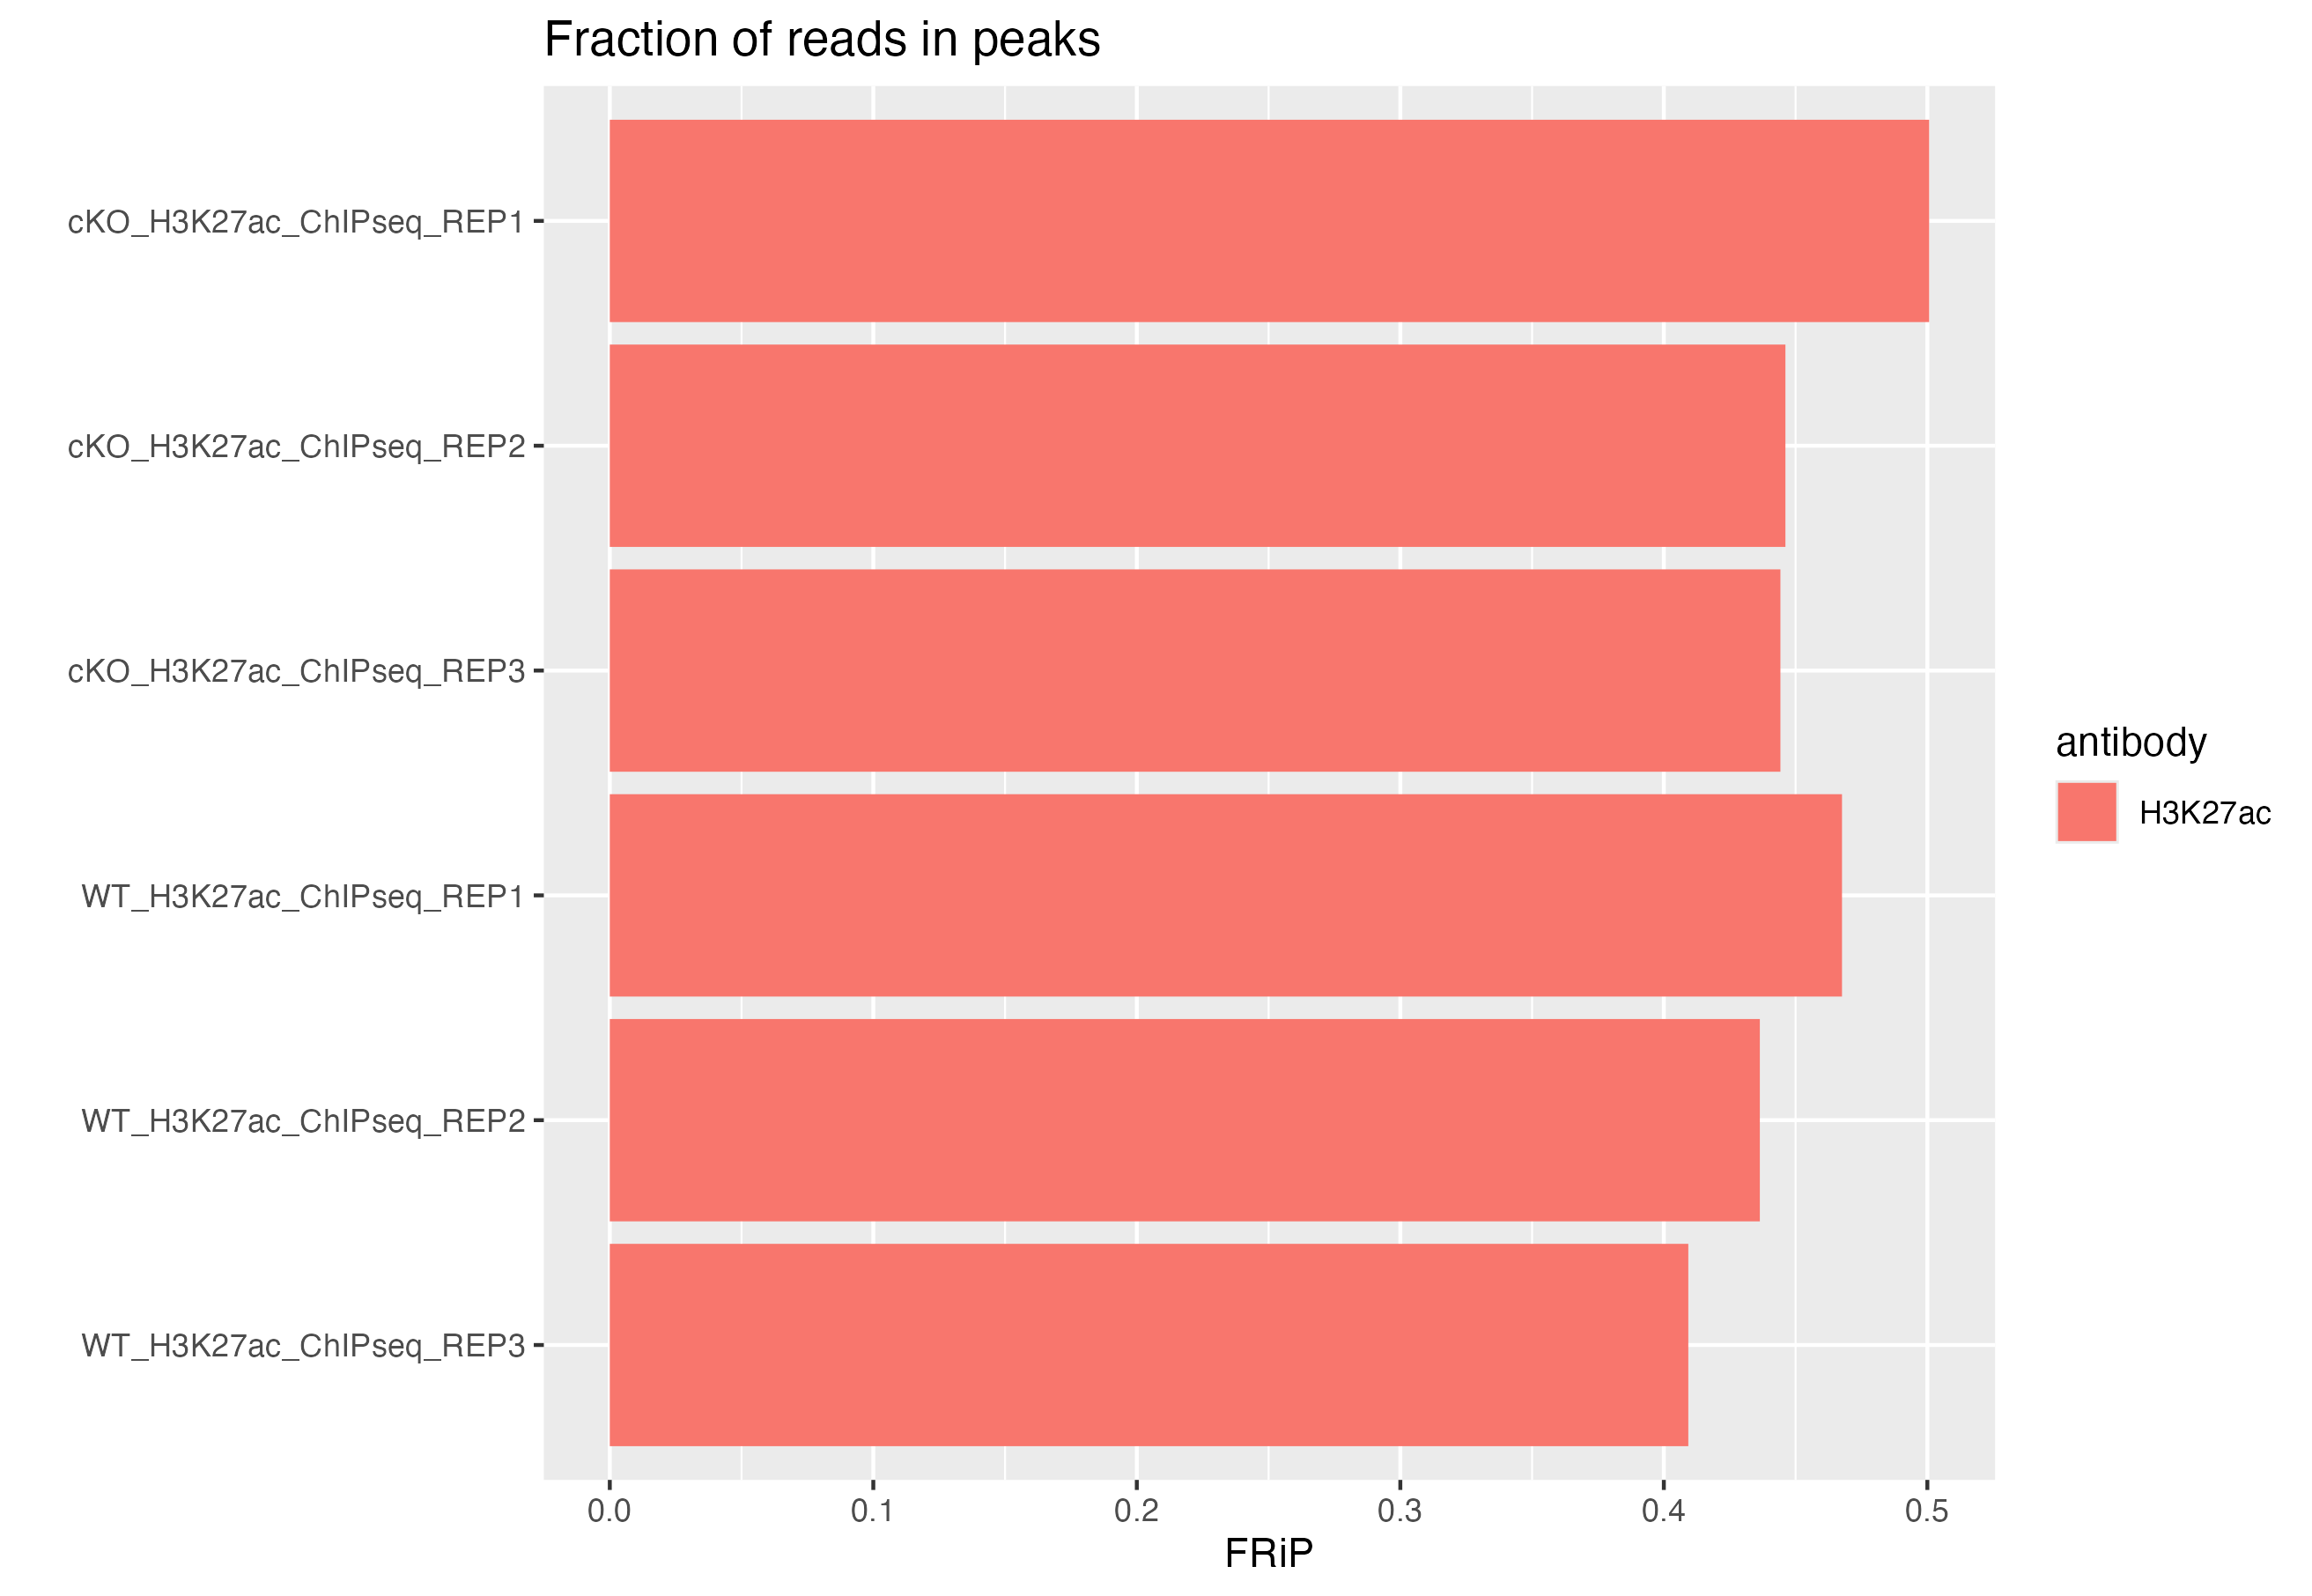 Fraction of reads in peaks
cKO_H3K27ac_ChIPseq_REP1
cKO_H3K27ac_ChIPseq_REP2
cKO_H3K27ac_ChIPseq_REP3
WT_H3K27ac_ChIPseq_REP1
WT_H3K27ac_ChIPseq_REP2
WT_H3K27ac_ChIPseq_REP3
0.0 0.1 0.2 0.3 0.4 0.5
FRiP
antibody
H3K27ac